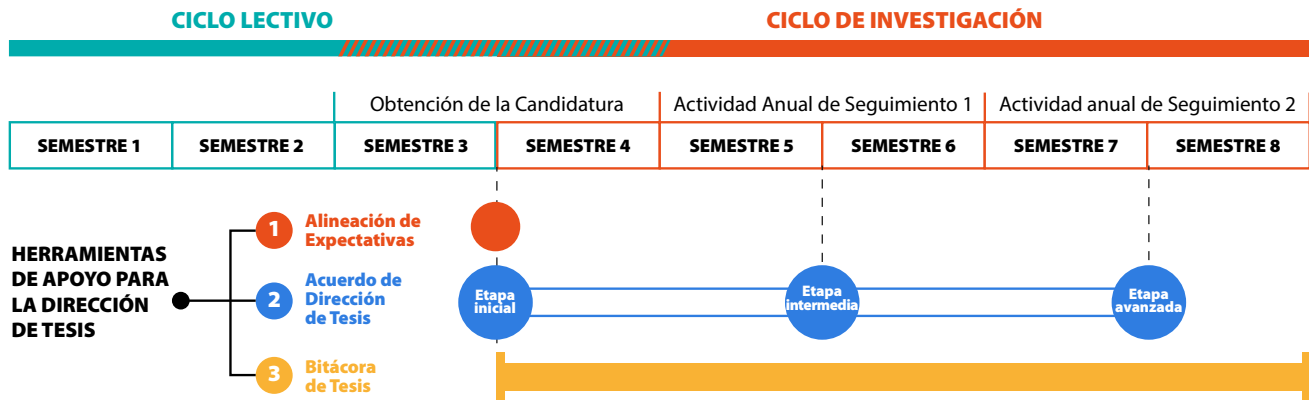 CICLO LECTIVO
CICLO DE INVESTIGACIÓN
Obtención de la Candidatura
Actividad Anual de Seguimiento 1
Actividad anual de Seguimiento 2
SEMESTRE 1
SEMESTRE 2
SEMESTRE 3
SEMESTRE 4
SEMESTRE 5
SEMESTRE 6
SEMESTRE 7
SEMESTRE 8
HERRAMIENTAS
DE APOYO PARA
LA DIRECCIÓN
DE TESIS
1
Alineación de
Expectativas
2
Acuerdo de
Dirección
de Tesis
Etapa
inicial
Etapa
intermedia
Etapa
avanzada
3
Bitácora
de Tesis